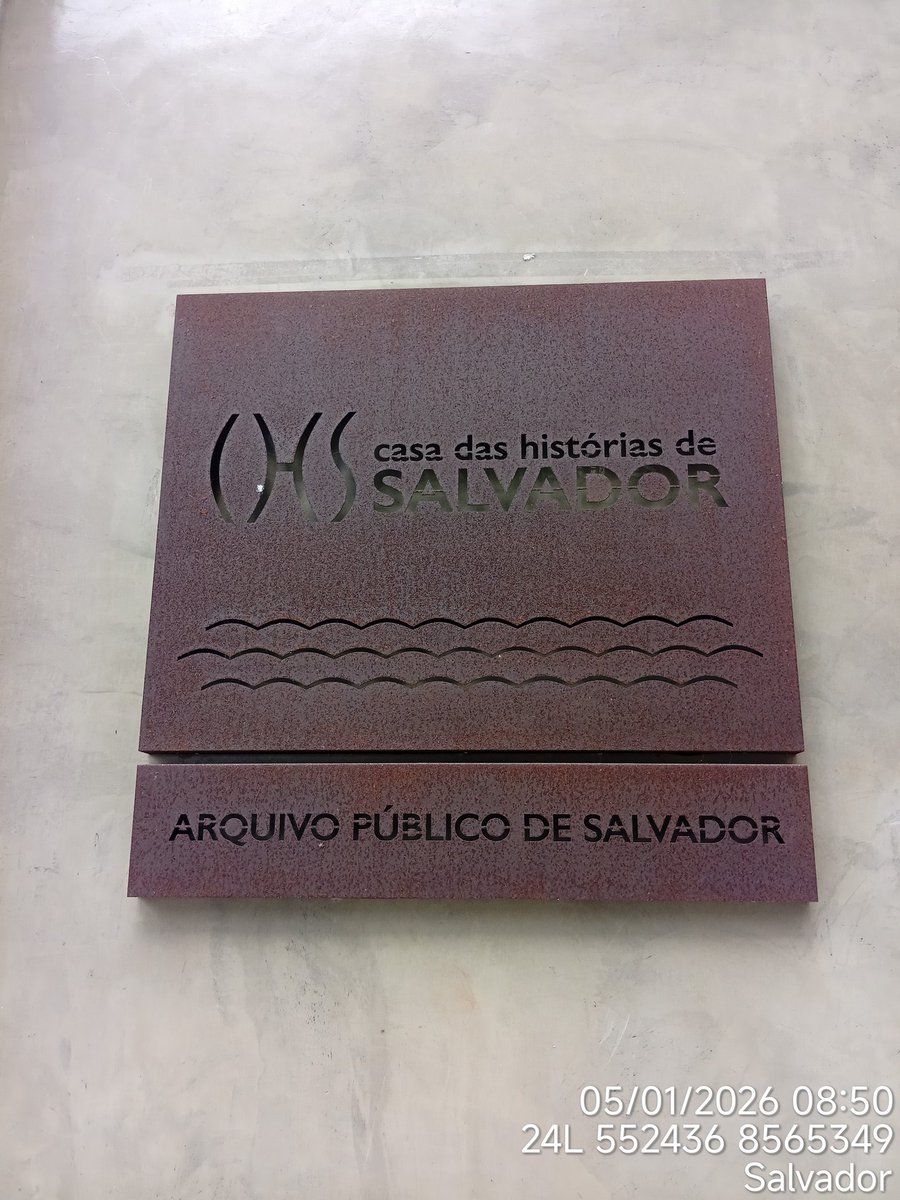 CHS
casa das histórias de
SALVADOR
ARQUIVO PÚBLICO DE SALVADOR
05/01/2026 08:50
24L 552436 8565349
Salvador